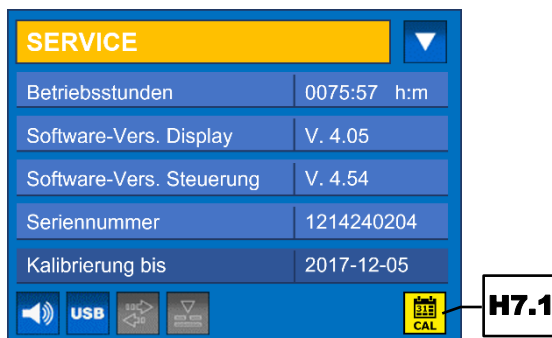 SERVICE
Betriebsstunden 0075:57 h:m
Software-Vers. Display V. 4.05
Software-Vers. Steuerung V. 4.54
Seriennummer 1214240204
Kalibrierung bis 2017-12-05
USB
31
CAL
H7.1